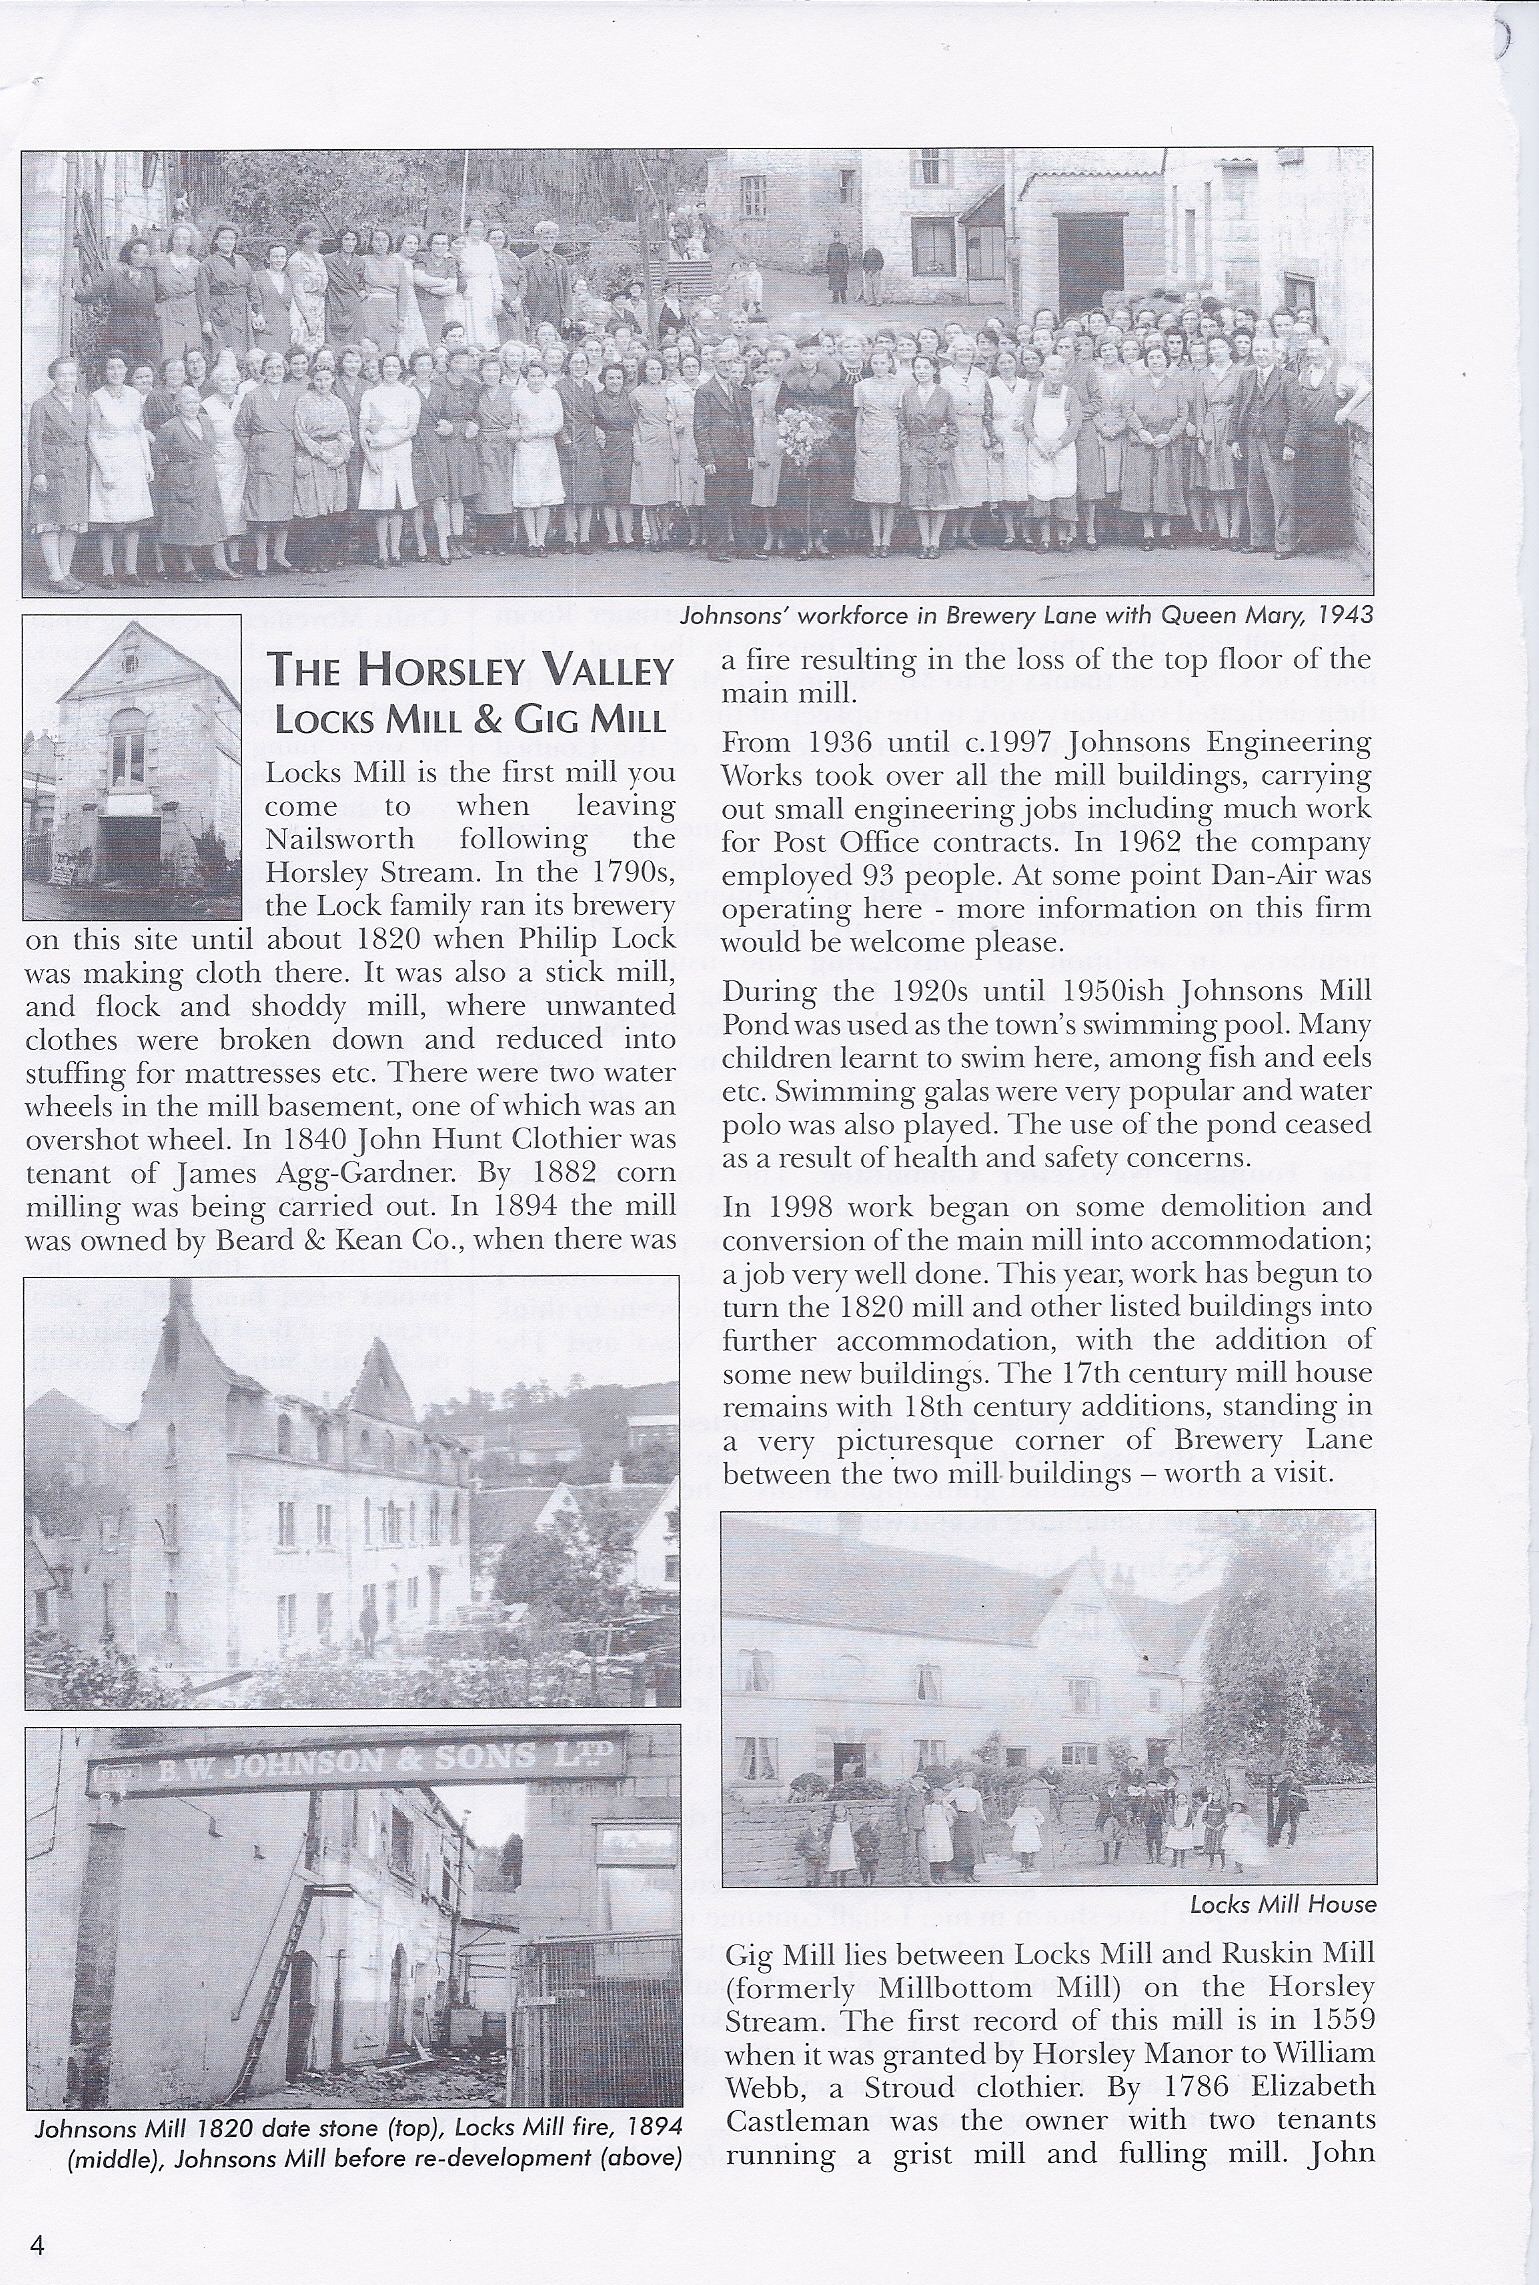 Johnsons' workforce in Brewery Lane with Queen Mary, 1943
THE HORSLEY VALLEY
LOCKS MILL & GIG MILL
Locks Mill is the first mill you
come to when leaving
Nailsworth following the
Horsley Stream. In the 1790s,
the Lock family ran its brewery
on this site until about 1820 when Philip Lock
was making cloth there. It was also a stick mill,
and flock and shoddy mill, where unwanted
clothes were broken down and reduced into
stuffing for mattresses etc. There were two water
wheels in the mill basement, one of which was an
overshot wheel. In 1840 John Hunt Clothier was
tenant of James Agg-Gardner. By 1882 corn
milling was being carried out. In 1894 the mill
was owned by Beard & Kean Co., when there was
B.W. JOHNSON & SONS LTD
Johnsons Mill 1820 date stone (top), Locks Mill fire, 1894
(middle), Johnsons Mill before re-development (above)
a fire resulting in the loss of the top floor of the
main mill.
From 1936 until c.1997 Johnsons Engineering
Works took over all the mill buildings, carrying
out small engineering jobs including much work
for Post Office contracts. In 1962 the company
employed 93 people. At some point Dan-Air was
operating here - more information on this firm
would be welcome please.
During the 1920s until 1950ish Johnsons Mill
Pond was used as the town's swimming pool. Many
children learnt to swim here, among fish and eels
etc. Swimming galas were very popular and water
polo was also played. The use of the pond ceased
as a result of health and safety concerns.
In 1998 work began on some demolition and
conversion of the main mill into accommodation;
a job very well done. This year, work has begun to
turn the 1820 mill and other listed buildings into
further accommodation, with the addition of
some new buildings. The 17th century mill house
remains with 18th century additions, standing in
a very picturesque corner of Brewery Lane
between the two mill buildings – worth a visit.
Locks Mill House
Gig Mill lies between Locks Mill and Ruskin Mill
(formerly Millbottom Mill) on the Horsley
Stream. The first record of this mill is in 1559
when it was granted by Horsley Manor to William
Webb, a Stroud clothier. By 1786 Elizabeth
Castleman was the owner with two tenants
running a grist mill and fulling mill. John
4